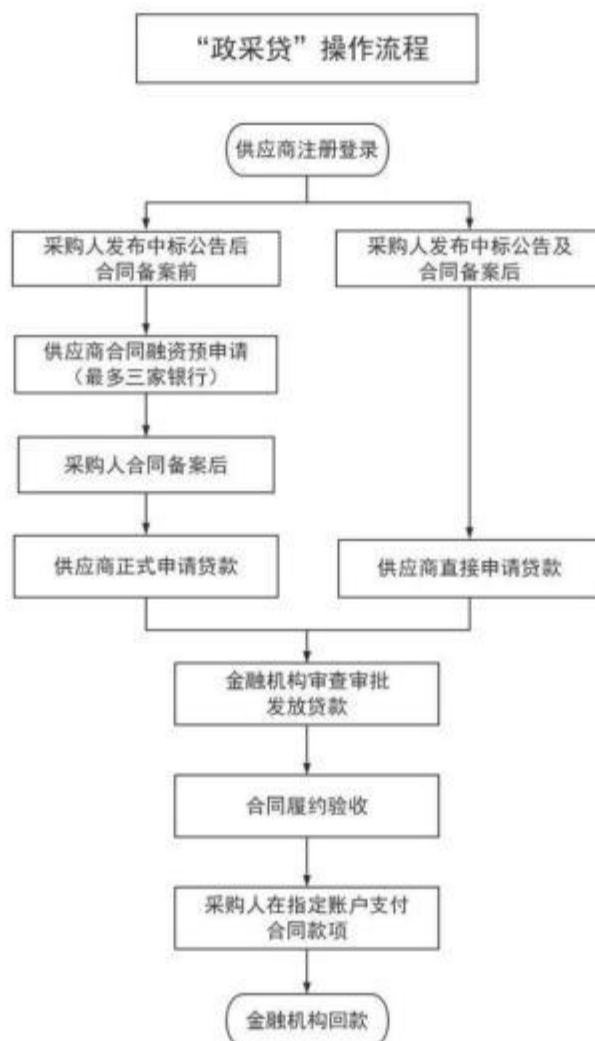 “政采贷”操作流程
供应商注册登录
采购人发布中标公告后
合同备案前
采购人发布中标公告及
合同备案后
供应商合同融资预申请
（最多三家银行）
采购人合同备案后
供应商正式申请贷款
供应商直接申请贷款
金融机构审查审批
发放贷款
合同履约验收
采购人在指定账户支付
合同款项
金融机构回款